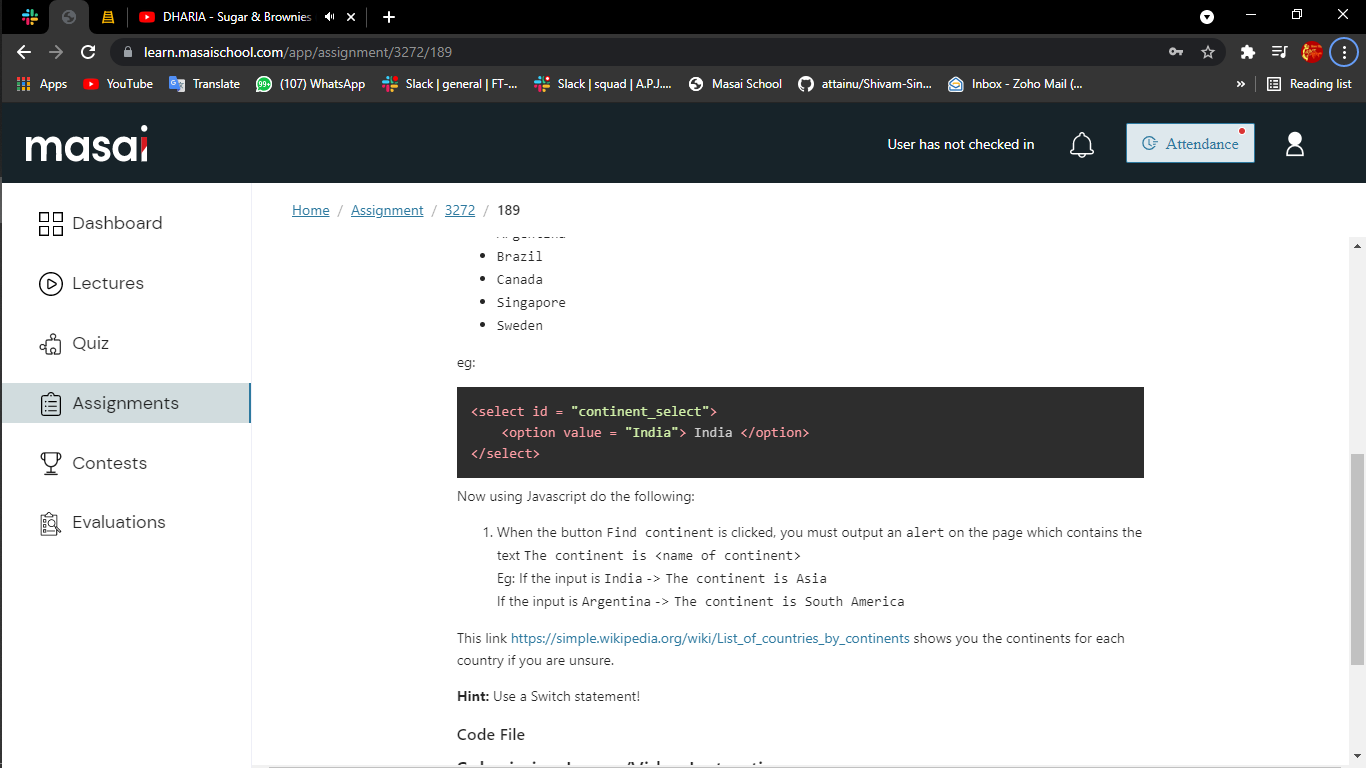 DHARIA - Sugar & Brownies
learn.masaischool.com/app/assignment/3272/189
Apps YouTube Translate 99+ (107) WhatsApp Slack | general | FT-... Slack | squad | A.P.J.... Masai School attainu/Shivam-Sin... Inbox - Zoho Mail (... » Reading list
masai User has not checked in Attendance
Home / Assignment / 3272 / 189
Dashboard
Lectures
Quiz
Assignments
Contests
Evaluations
Argentina
Brazil
Canada
Singapore
Sweden
eg:
<select id = "continent_select">
<option value = "India"> India </option>
</select>
Now using Javascript do the following:
1. When the button Find continent is clicked, you must output an alert on the page which contains the
text The continent is <name of continent>
Eg: If the input is India -> The continent is Asia
If the input is Argentina -> The continent is South America
This link https://simple.wikipedia.org/wiki/List_of_countries_by_continents shows you the continents for each
country if you are unsure.
Hint: Use a Switch statement!
Code File